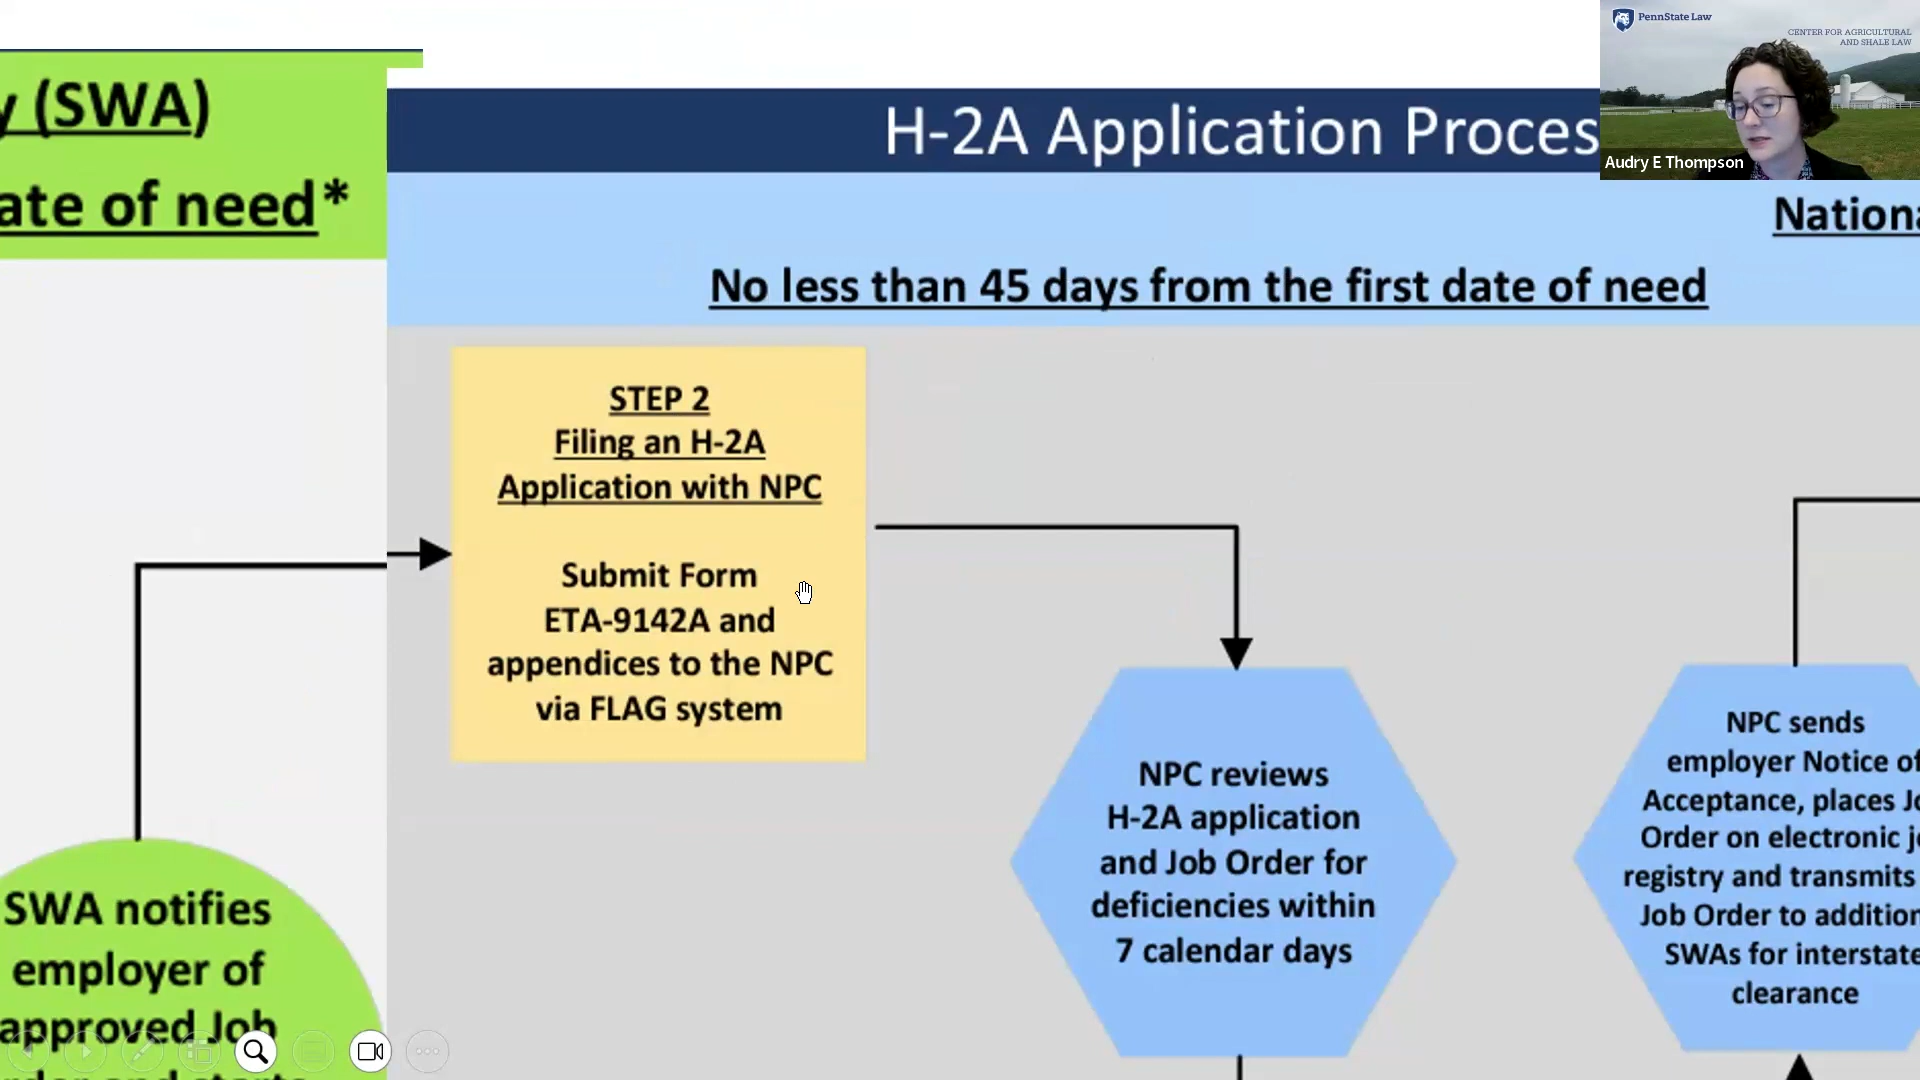 PennState Law
CENTER FOR AGRICULTURAL
AND SHALE LAW
Audry E Thompson
(SWA)
ate of need*
H-2A Application Proces
Nationa
No less than 45 days from the first date of need
STEP 2
Filing an H-2A
Application with NPC
Submit Form
ETA-9142A and
appendices to the NPC
via FLAG system
NPC reviews
H-2A application
and Job Order for
deficiencies within
7 calendar days
NPC sends
employer Notice of
Acceptance, places Jo
Order on electronic j
registry and transmits
Job Order to addition
SWAs for interstate
clearance
SWA notifies
employer of
approved Job